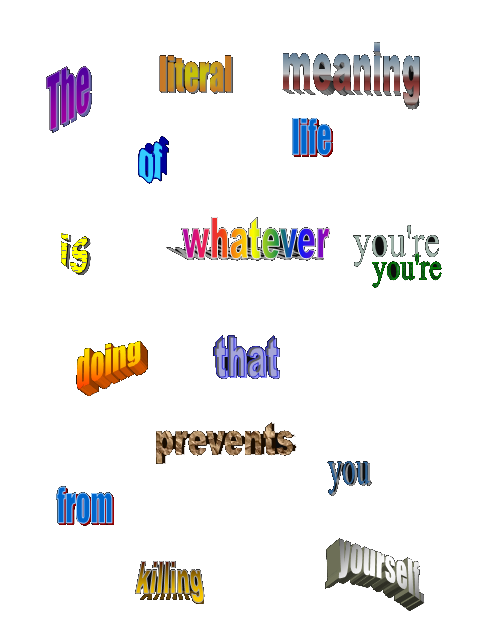 The literal meaning
of life
is whatever you're
you're
doing that
prevents
you
from
killing yourself